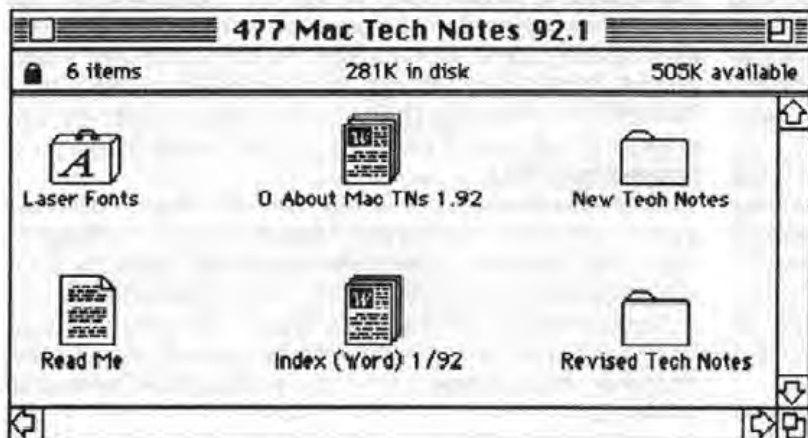 477 Mac Tech Notes 92.1
6 items 281K in disk 505K available
A W
Laser Fonts 0 About Mac TNs 1.92 New Tech Notes
W
Read Me Index (Word) 1/92 Revised Tech Notes